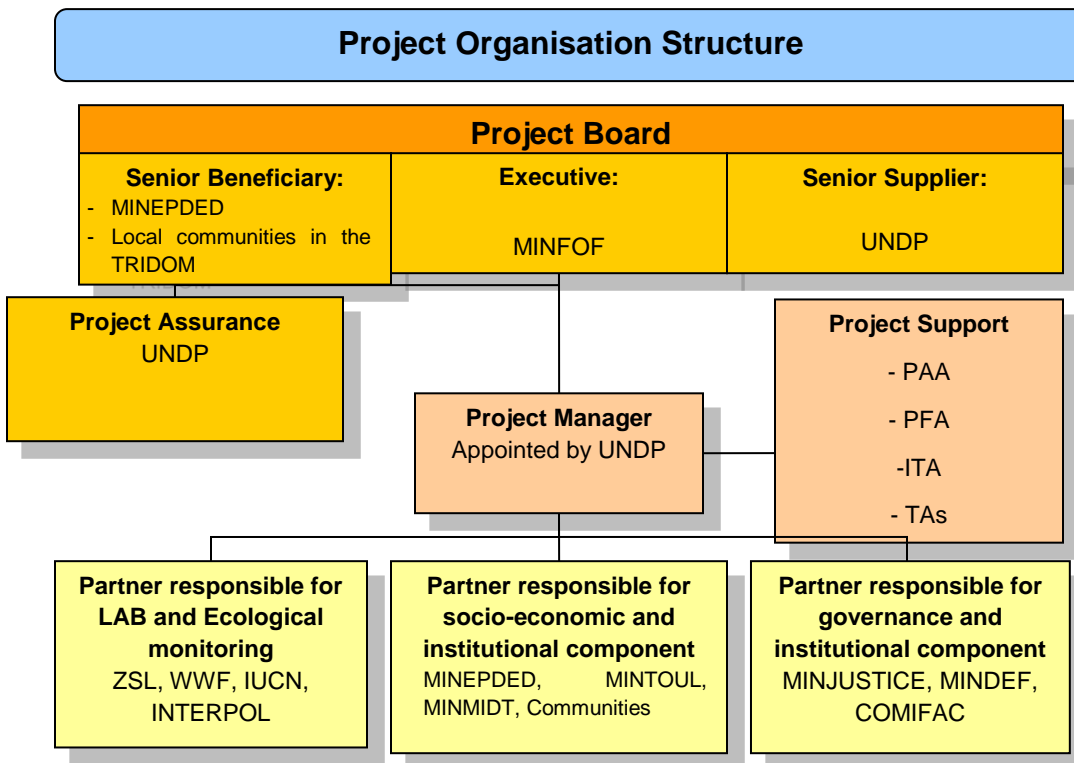 Project Organisation Structure
Project Board
Senior Beneficiary:
- MINEPDED
- Local communities in the
TRIDOM
Executive:
MINFOF
Senior Supplier:
UNDP
Project Assurance
UNDP
Project Support
- PAA
- PFA
-ITA
- TAs
Project Manager
Appointed by UNDP
Partner responsible for
LAB and Ecological
monitoring
ZSL, WWF, IUCN,
INTERPOL
Partner responsible for
socio-economic and
institutional component
MINEPDED, MINTOUL,
MINMIDT, Communities
Partner responsible for
governance and
institutional component
MINJUSTICE, MINDEF,
COMIFAC